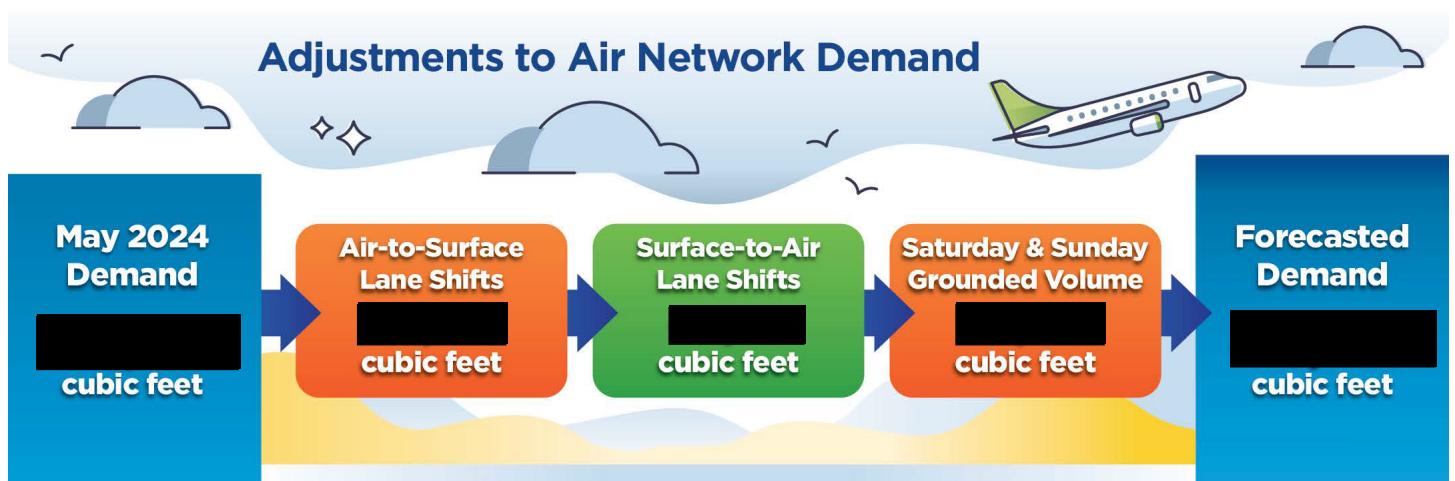 Adjustments to Air Network Demand
May 2024
Demand
cubic feet
Air-to-Surface
Lane Shifts
cubic feet
Surface-to-Air
Lane Shifts
cubic feet
Saturday & Sunday
Grounded Volume
cubic feet
Forecasted
Demand
cubic feet